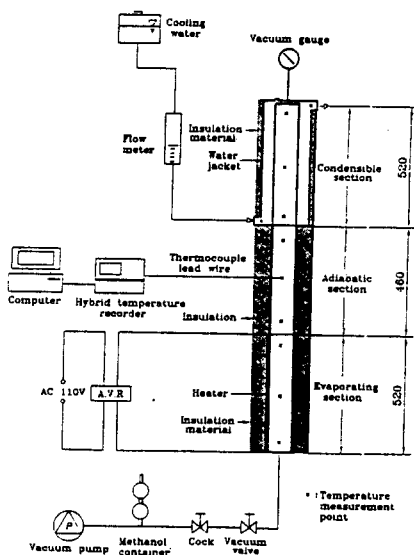 Cooling
water
Vacuum gauge
Flow
meter
Insulation
material
Water
jacket
Condensible
section
520
Thermocouple
lead wire
Adiabatic
section
460
Computer
Hybrid temperature
recorder
Insulation
AC 110V
A.V.R
Heater
Evaporating
section
520
Insulation
material
• : Temperature
measurement
point
P
Vacuum pump
Methanol
container
Cock
Vacuum
valve